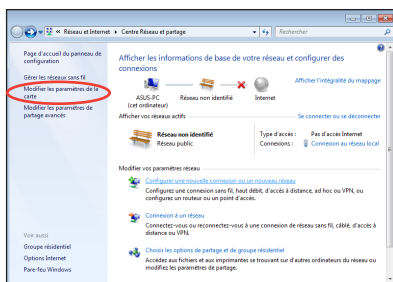 « Réseau et Internet ▸ Centre Réseau et partage
Rechercher
Page d'accueil du panneau de
configuration
Gérer les réseaux sans fil
Modifier les paramètres de la
carte
Modifier les paramètres de
partage avancés
Voir aussi
Groupe résidentiel
Options Internet
Pare-feu Windows
Afficher les informations de base de votre réseau et configurer des
connexions
Afficher l'intégralité du mappage
ASUS-PC
(cet ordinateur)
Réseau non identifié
Internet
Afficher vos réseaux actifs
Se connecter ou se déconnecter
Réseau non identifié
Réseau public
Type d'accès : Pas d'accès Internet
Connexions : Connexion au réseau local
Modifier vos paramètres réseau
Configurer une nouvelle connexion ou un nouveau réseau
Configurez une connexion sans fil, haut débit, d'accès à distance, ad hoc ou VPN, ou
configurez un routeur ou un point d'accès.
Connexion à un réseau
Connectez-vous ou reconnectez-vous à une connexion de réseau sans fil, câblé, d'accès à
distance ou VPN.
Choisir les options de partage et de groupe résidentiel
Accédez aux fichiers et aux imprimantes se trouvant sur d'autres ordinateurs du réseau ou
modifiez les paramètres de partage.